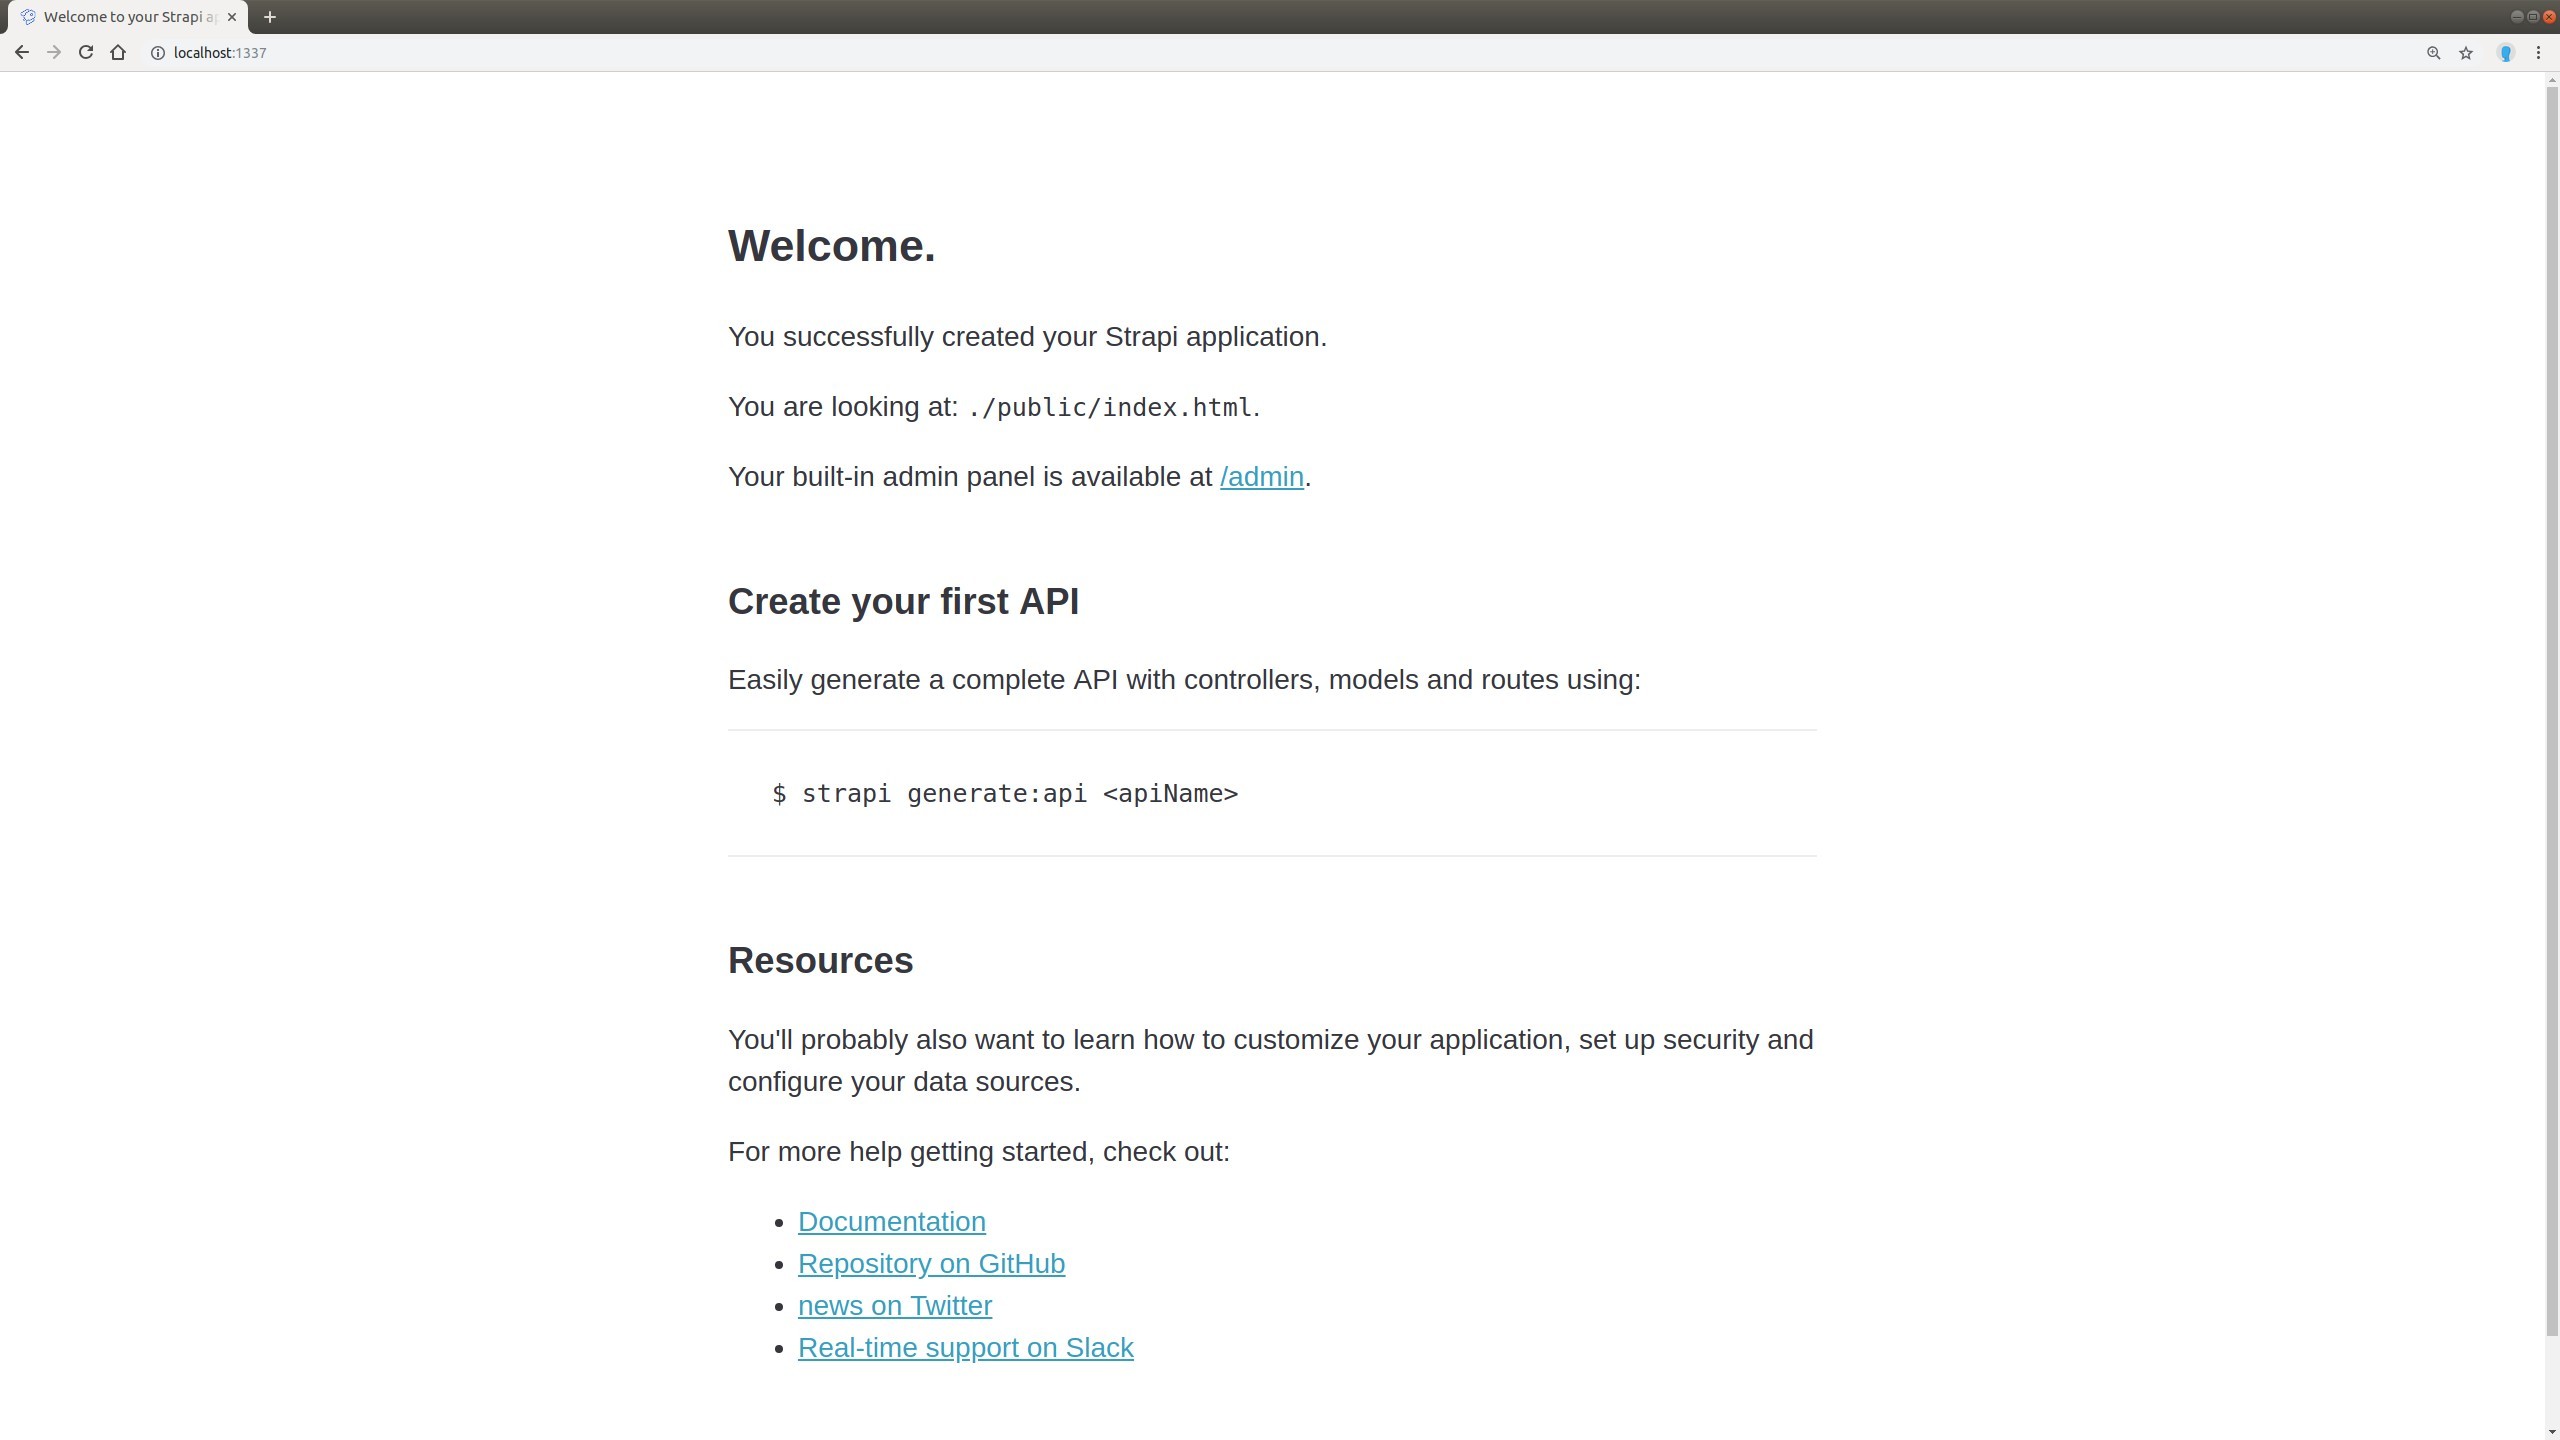 Welcome to your Strapi ap
localhost:1337
Welcome.
You successfully created your Strapi application.
You are looking at: ./public/index.html.
Your built-in admin panel is available at /admin.
Create your first API
Easily generate a complete API with controllers, models and routes using:
$ strapi generate:api <apiName>
Resources
You'll probably also want to learn how to customize your application, set up security and
configure your data sources.
For more help getting started, check out:
• Documentation
• Repository on GitHub
• news on Twitter
• Real-time support on Slack